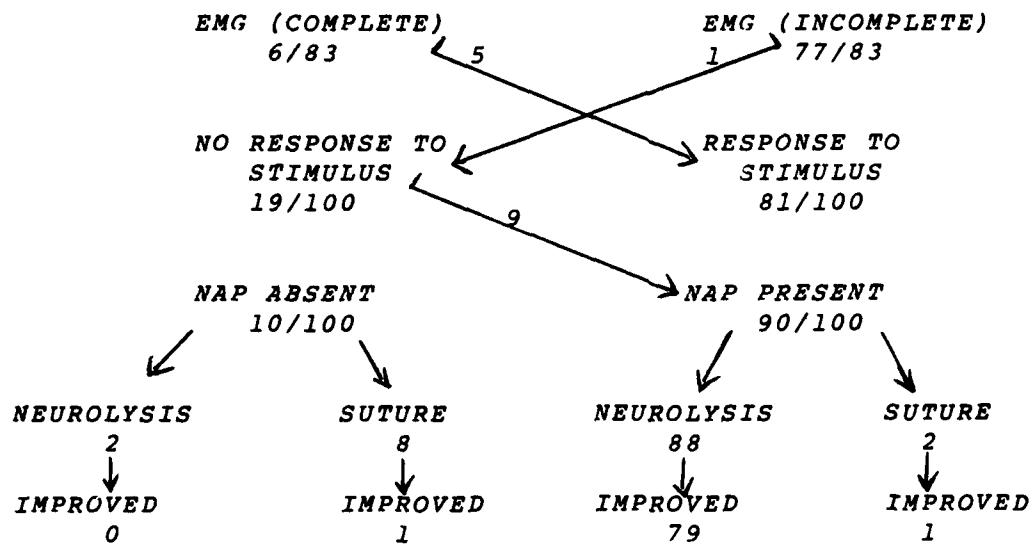 EMG (COMPLETE) EMG (INCOMPLETE)
6/83 5 1 77/83
NO RESPONSE TO RESPONSE TO
STIMULUS STIMULUS
19/100 81/100
9
NAP ABSENT NAP PRESENT
10/100 90/100
NEUROLYSIS SUTURE NEUROLYSIS SUTURE
2 8 88 2
IMPROVED IMPROVED IMPROVED IMPROVED
0 1 79 1